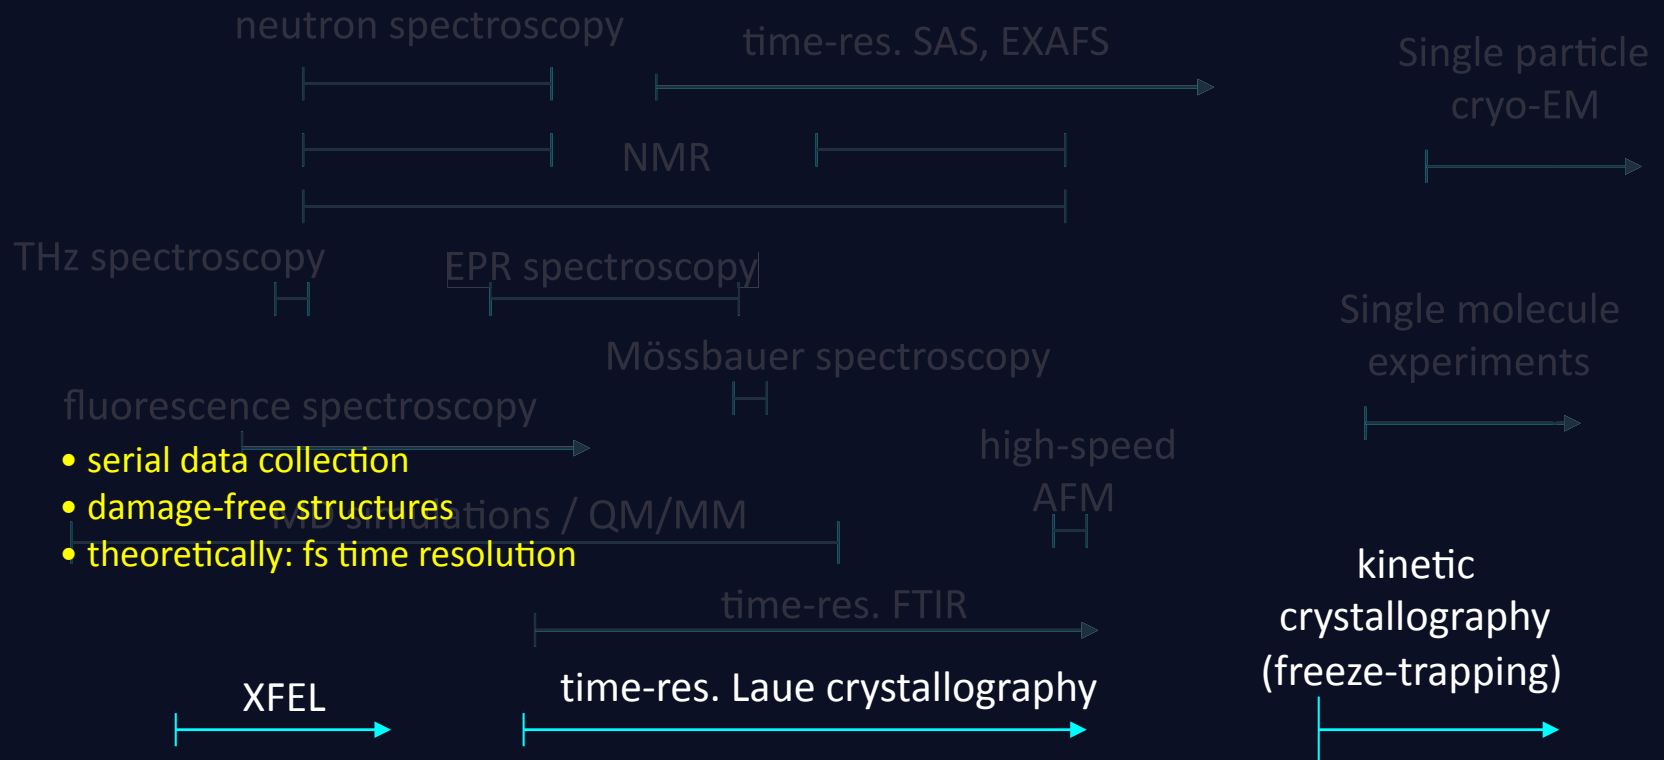 neutron spectroscopy
time-res. SAS, EXAFS
Single particle
cryo-EM
NMR
THz spectroscopy
EPR spectroscopy
Single molecule
experiments
Mössbauer spectroscopy
fluorescence spectroscopy
high-speed
AFM
• serial data collection
• damage-free structures
MD simulations / QM/MM
• theoretically: fs time resolution
kinetic
crystallography
(freeze-trapping)
time-res. FTIR
XFEL
time-res. Laue crystallography